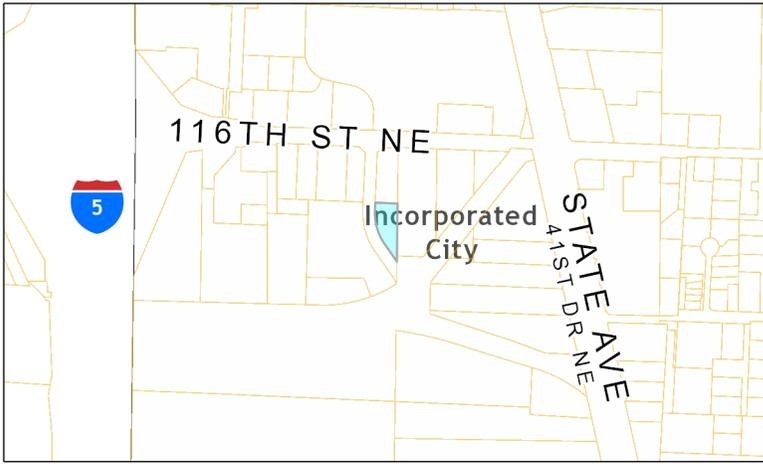 116TH ST NE
5
Incorporated
City
STATE AVE
41ST DR NE